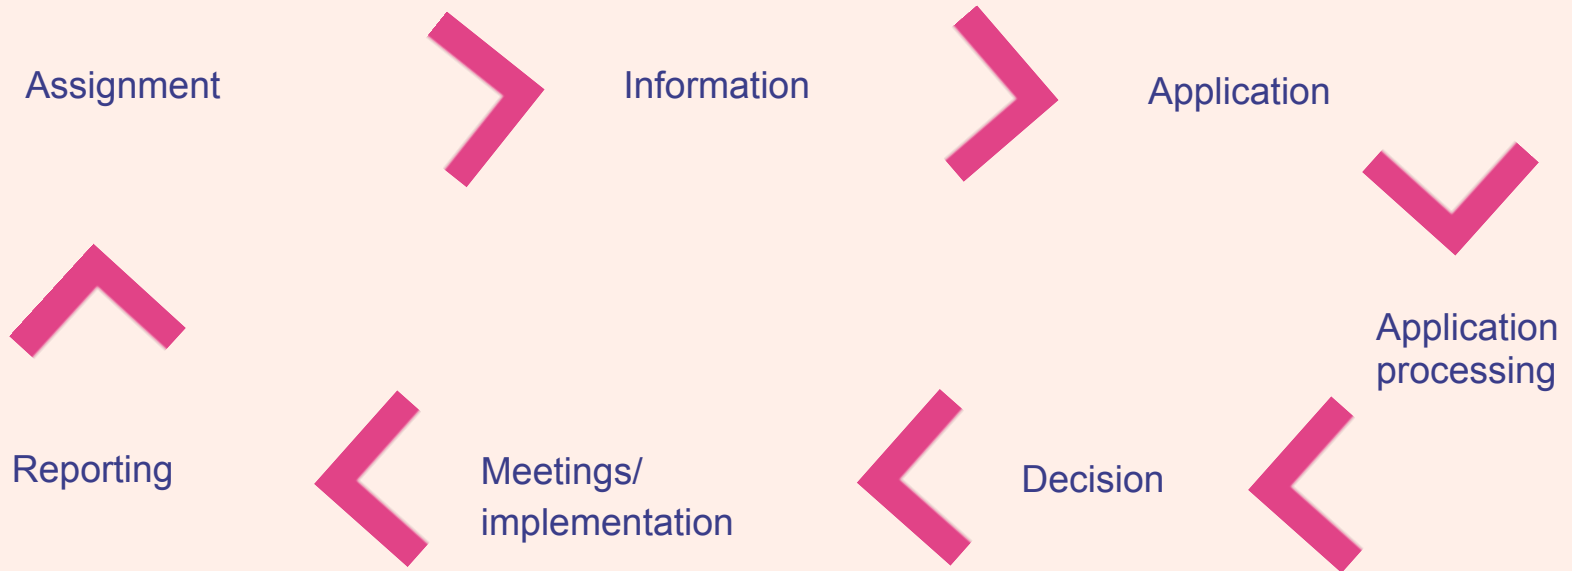 Assignment
Information
Application
Application
processing
Decision
Meetings/
implementation
Reporting